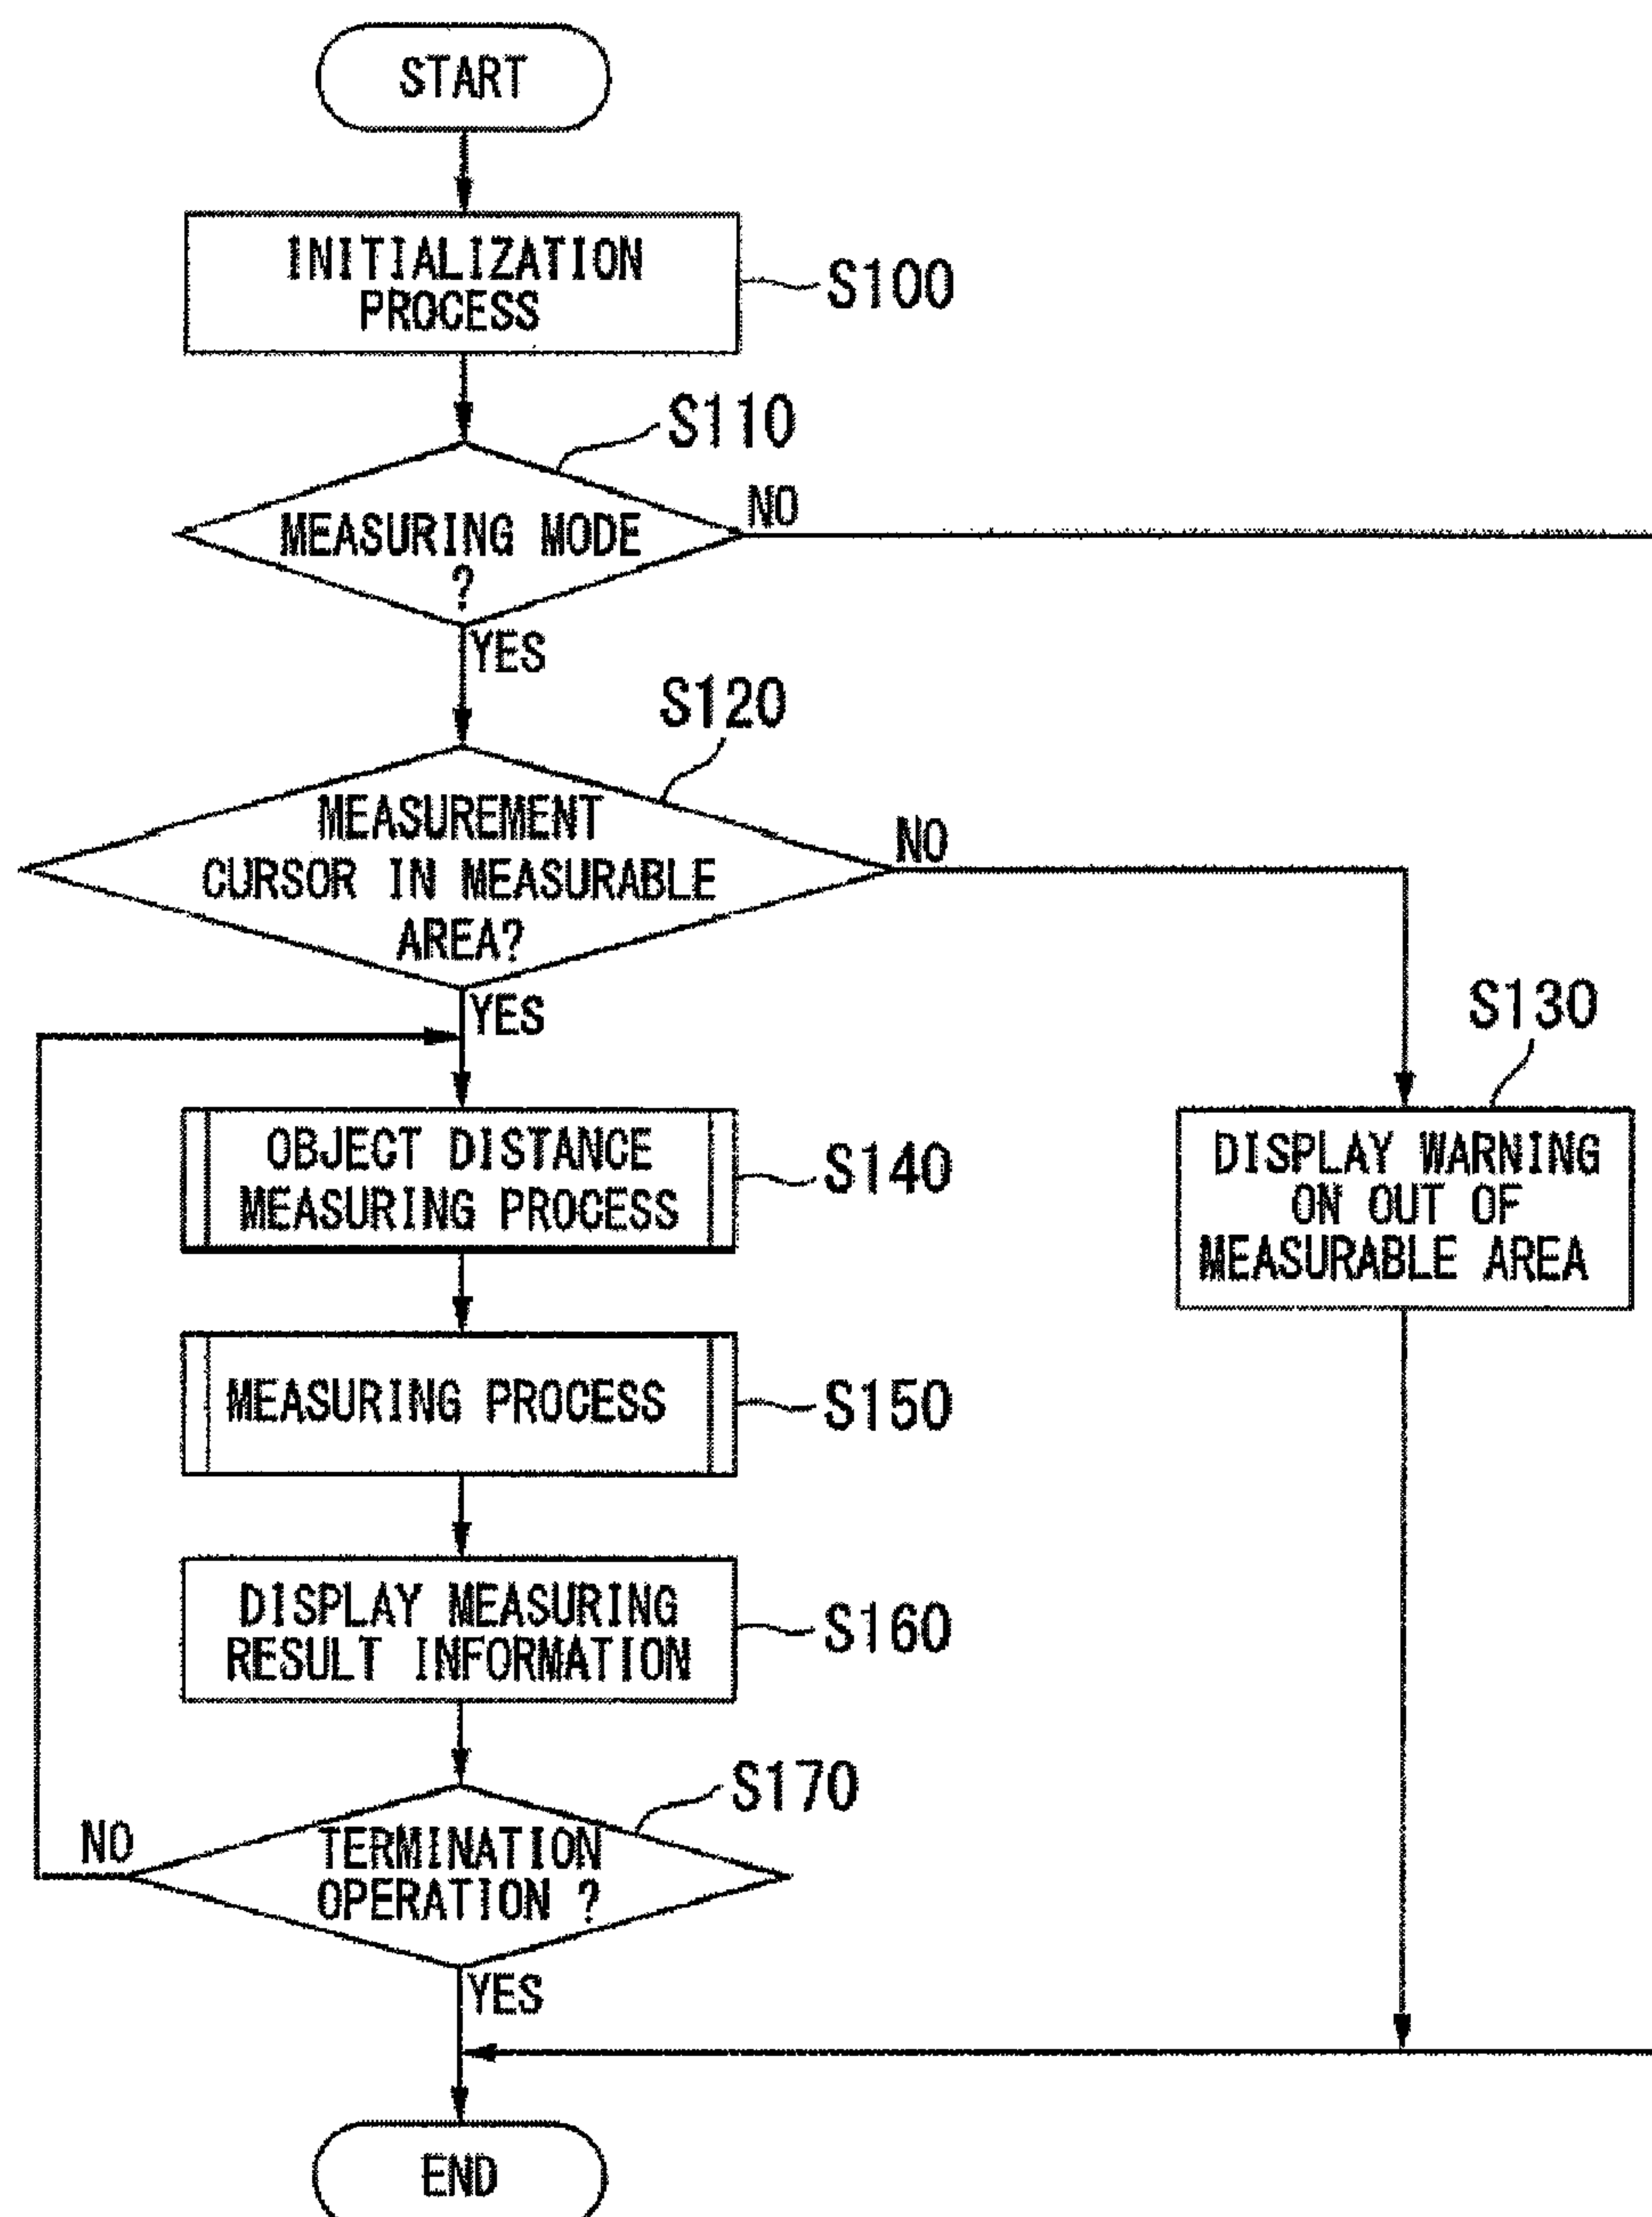 START
INITIALIZATION
PROCESS
S100
S110
MEASURING MODE
?
NO
YES
S120
MEASUREMENT
CURSOR IN MEASURABLE
AREA?
NO
YES
S130
DISPLAY WARNING
ON OUT OF
MEASURABLE AREA
OBJECT DISTANCE
MEASURING PROCESS
S140
MEASURING PROCESS
S150
DISPLAY MEASURING
RESULT INFORMATION
S160
S170
TERMINATION
OPERATION ?
NO
YES
END